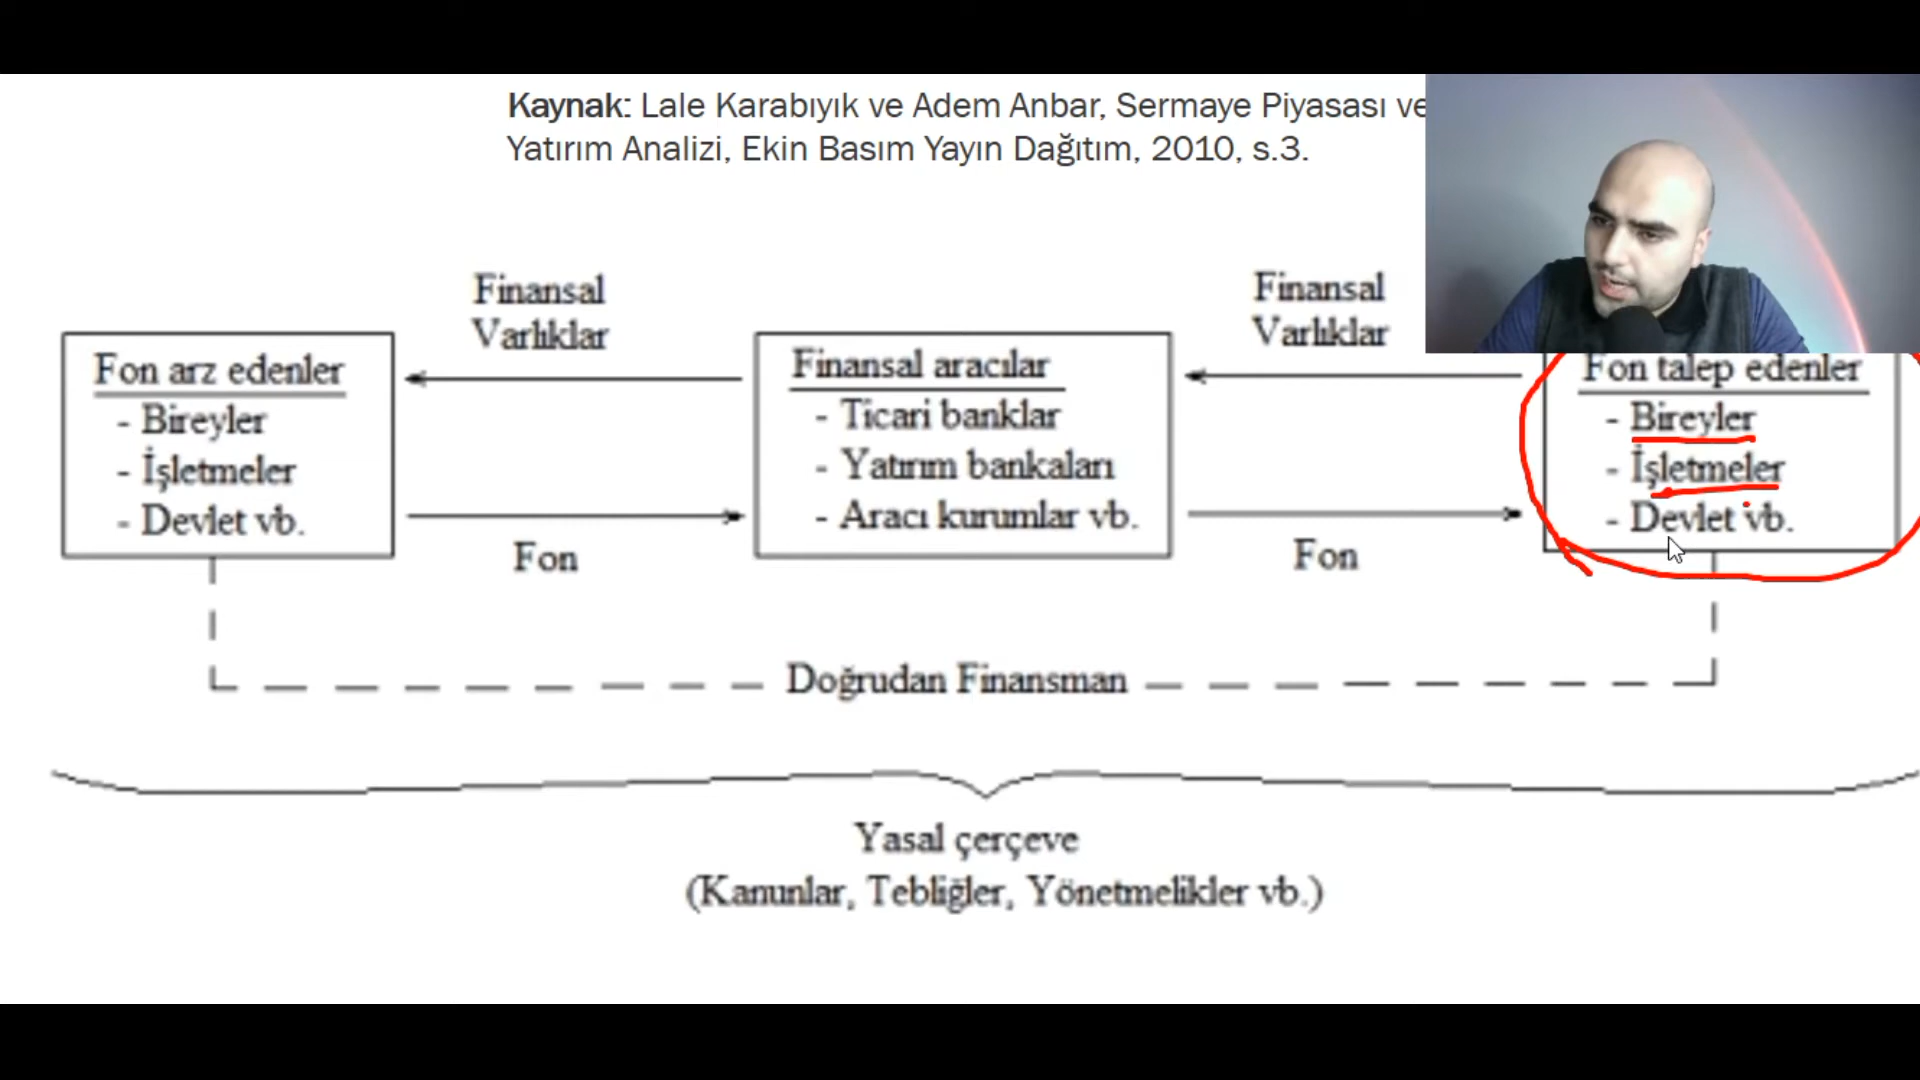 Kaynak: Lale Karabıyık ve Adem Anbar, Sermaye Piyasası ve
Yatırım Analizi, Ekin Basım Yayın Dağıtım, 2010, s.3.
Finansal
Varlıklar
Finansal
Varlıklar
Fon arz edenler
- Bireyler
- İşletmeler
- Devlet vb.
Finansal aracılar
- Ticari banklar
- Yatırım bankaları
- Aracı kurumlar vb.
Fon talep edenler
- Bireyler
- İşletmeler
- Devlet vb.
Fon
Fon
Doğrudan Finansman
Yasal çerçeve
(Kanunlar, Tebliğler, Yönetmelikler vb.)